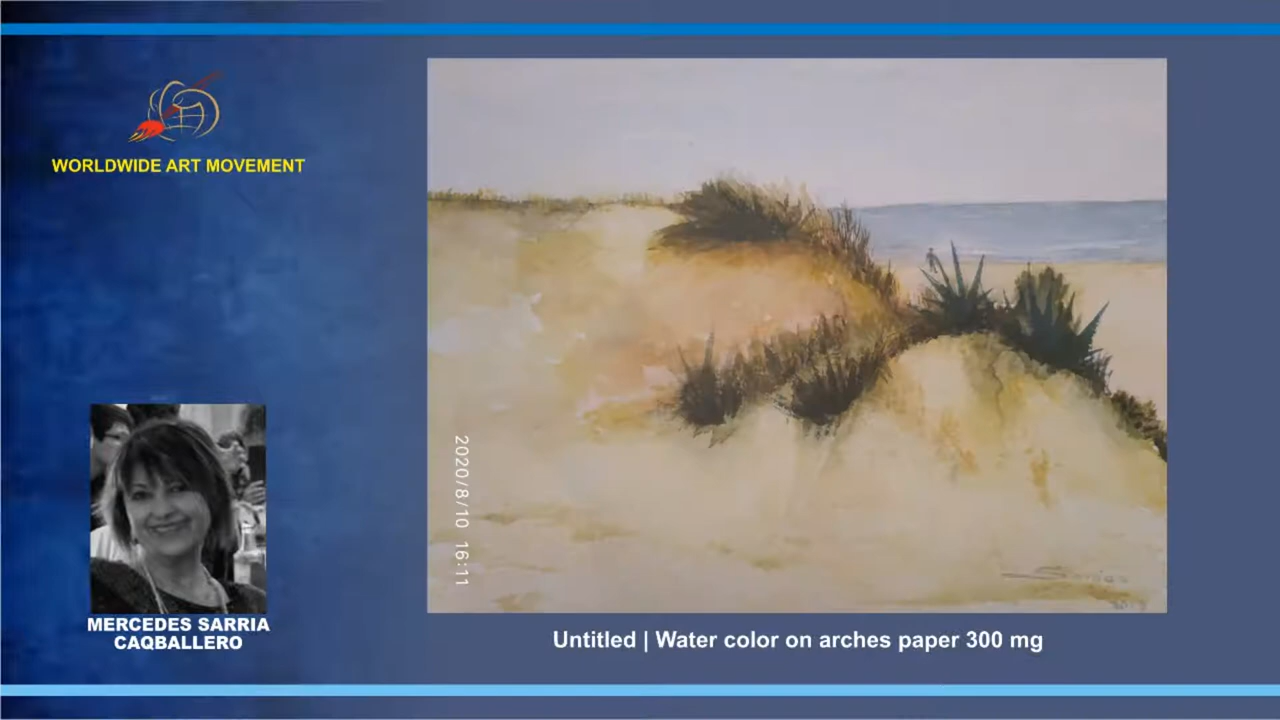 WORLDWIDE ART MOVEMENT
2020/8/10 16:11
MERCEDES SARRIA
CAQBALLERO
Untitled | Water color on arches paper 300 mg